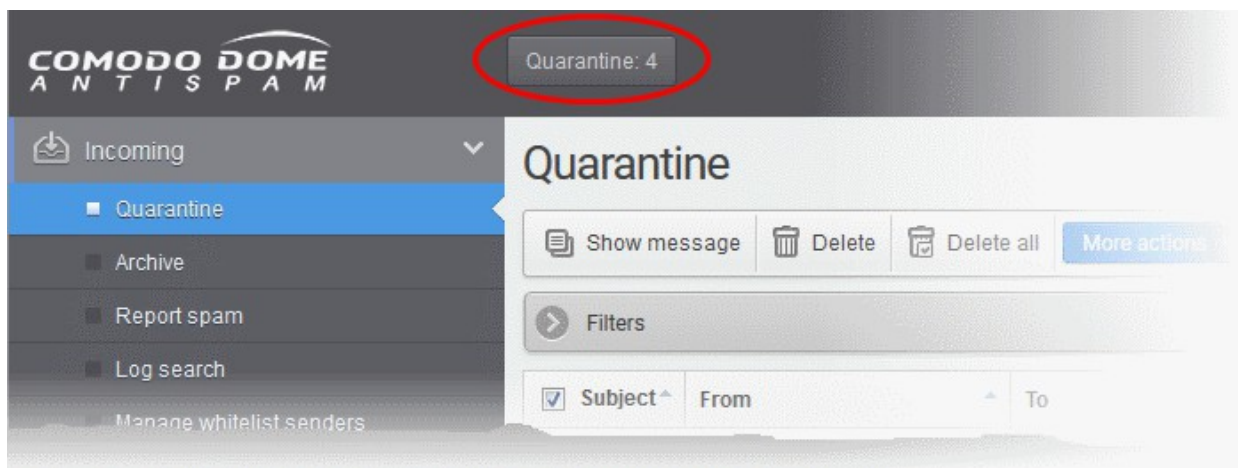 COMODO DOME
ANTISPAM
Quarantine: 4
Incoming
Quarantine
Archive
Report spam
Log search
Manage whitelist senders
Quarantine
Show message Delete Delete all More actions
Filters
Subject From To